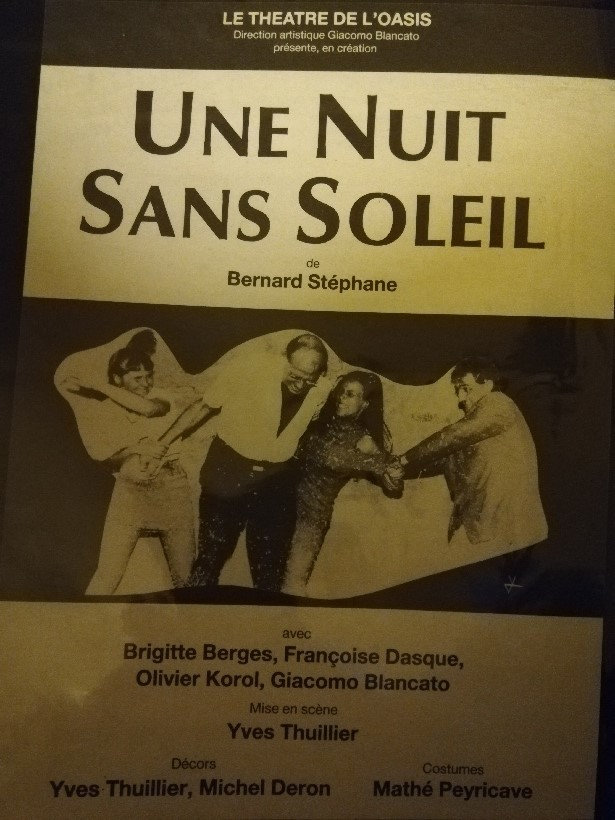 LE THEATRE DE L'OASIS
Direction artistique Giacomo Blancato
présente, en création
UNE NUIT
SANS SOLEIL
de
Bernard Stéphane
avec
Brigitte Berges, Françoise Dasque,
Olivier Korol, Giacomo Blancato
Mise en scène
Yves Thuillier
Décors
Yves Thuillier, Michel Deron
Costumes
Mathé Peyricave